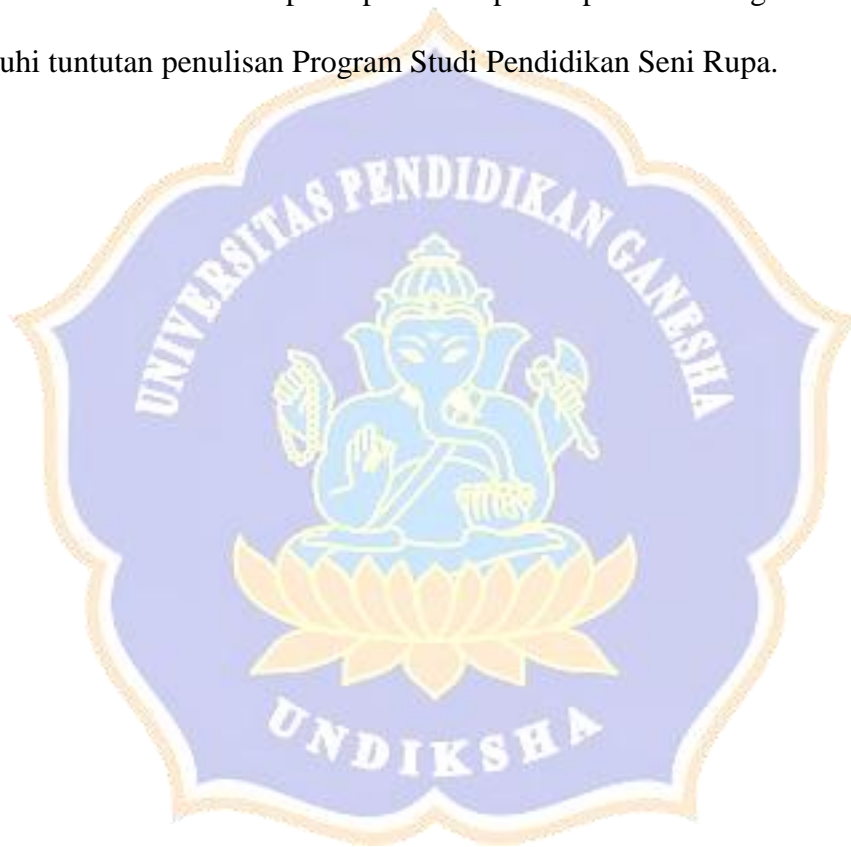 uhi tuntutan penulisan Program Studi Pendidikan Seni Rupa.
UNIVERSITAS PENDIDIKAN GANESHA
UNDIKSHA